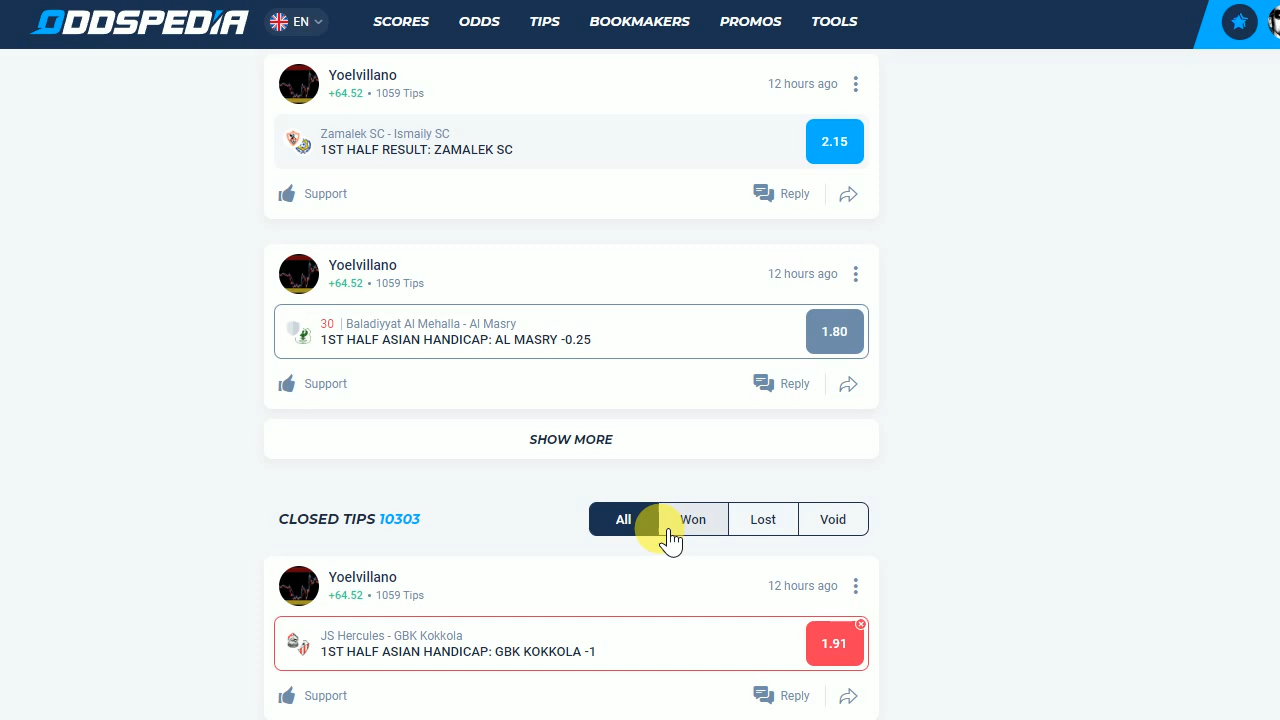 ODDSPEDIA
EN
SCORES
ODDS
TIPS
BOOKMAKERS
PROMOS
TOOLS
Yoelvillano
+64.52 • 1059 Tips
12 hours ago
Zamalek SC - Ismaily SC
1ST HALF RESULT: ZAMALEK SC
2.15
Support
Reply
Yoelvillano
+64.52 • 1059 Tips
12 hours ago
30 | Baladiyyat Al Mehalla - Al Masry
1ST HALF ASIAN HANDICAP: AL MASRY -0.25
1.80
Support
Reply
SHOW MORE
CLOSED TIPS 10303
All
Won
Lost
Void
Yoelvillano
+64.52 • 1059 Tips
12 hours ago
JS Hercules - GBK Kokkola
1ST HALF ASIAN HANDICAP: GBK KOKKOLA -1
1.91
Support
Reply